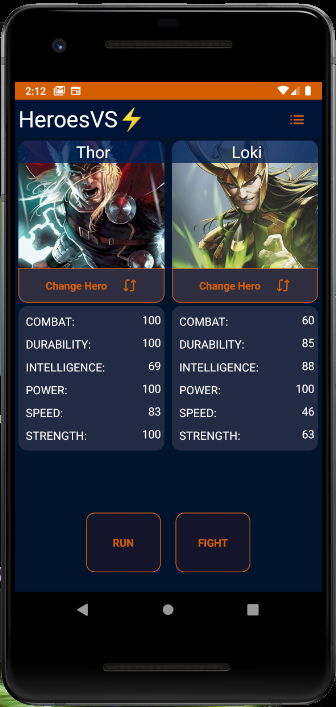 2:12
HeroesVS⚡
Thor
Loki
Change Hero
Change Hero
COMBAT: 100
DURABILITY: 100
INTELLIGENCE: 69
POWER: 100
SPEED: 83
STRENGTH: 100
COMBAT: 60
DURABILITY: 85
INTELLIGENCE: 88
POWER: 100
SPEED: 46
STRENGTH: 63
RUN
FIGHT